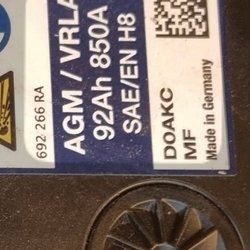 692 266 RA
AGM / VRLA
92Ah 850A
SAE/EN H8
D0AKC
MF
Made in Germany